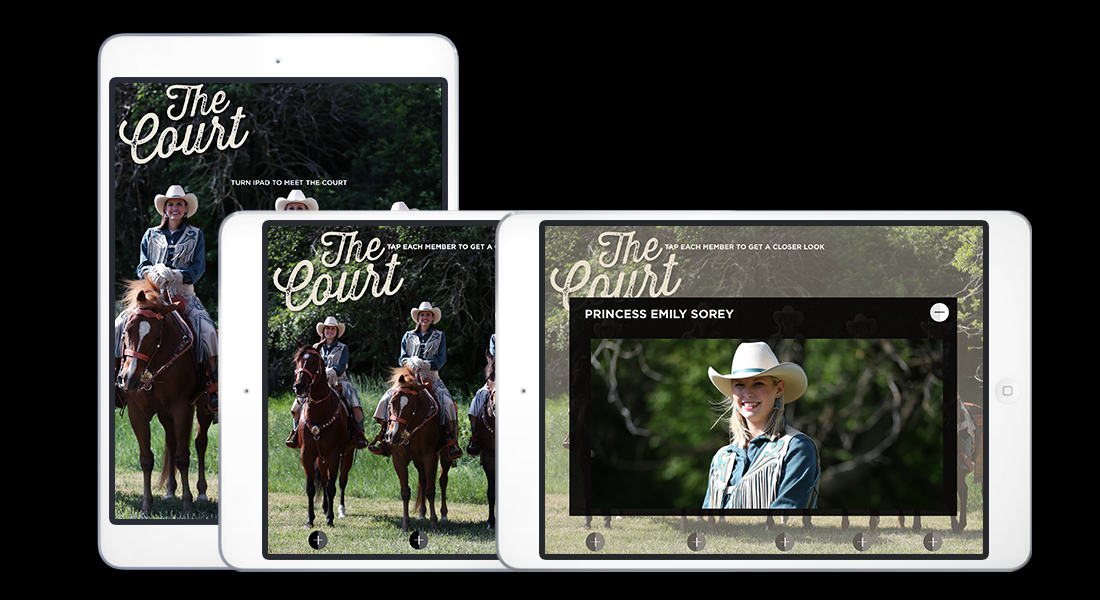 The
Court
TURN IPAD TO MEET THE COURT
The
Court
TAP EACH MEMBER TO GET A
The
Court
TAP EACH MEMBER TO GET A CLOSER LOOK
PRINCESS EMILY SOREY